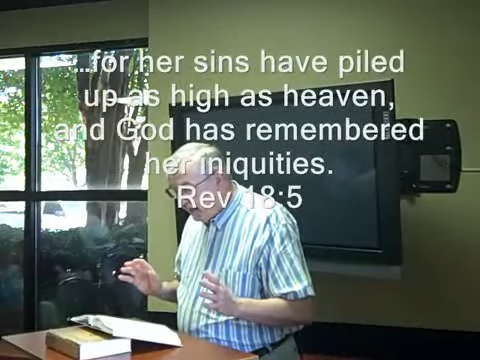 ...for her sins have piled
up as high as heaven,
and God has remembered
her iniquities.
Rev 18:5